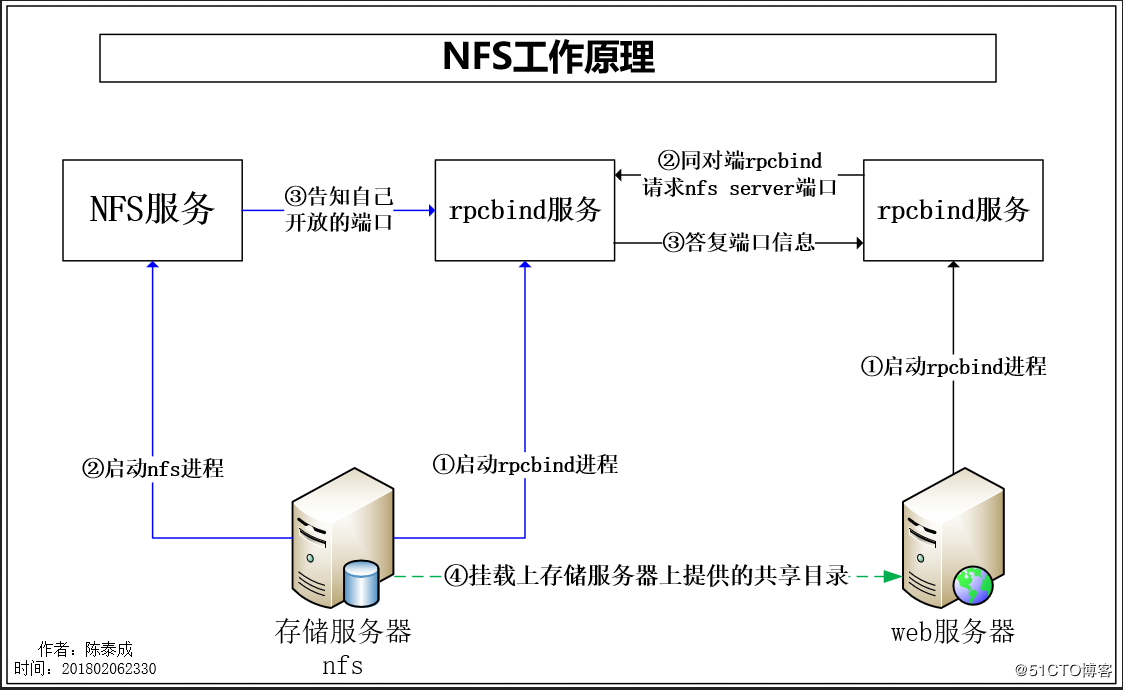 NFS工作原理
②同对端rpcbind
请求nfs server端口
NFS服务
③告知自己
开放的端口
rpcbind服务
rpcbind服务
③答复端口信息
①启动rpcbind进程
②启动nfs进程
①启动rpcbind进程
④挂载上存储服务器上提供的共享目录
存储服务器
nfs
web服务器
作者：陈泰成
时间：201802062330
@51CTO博客